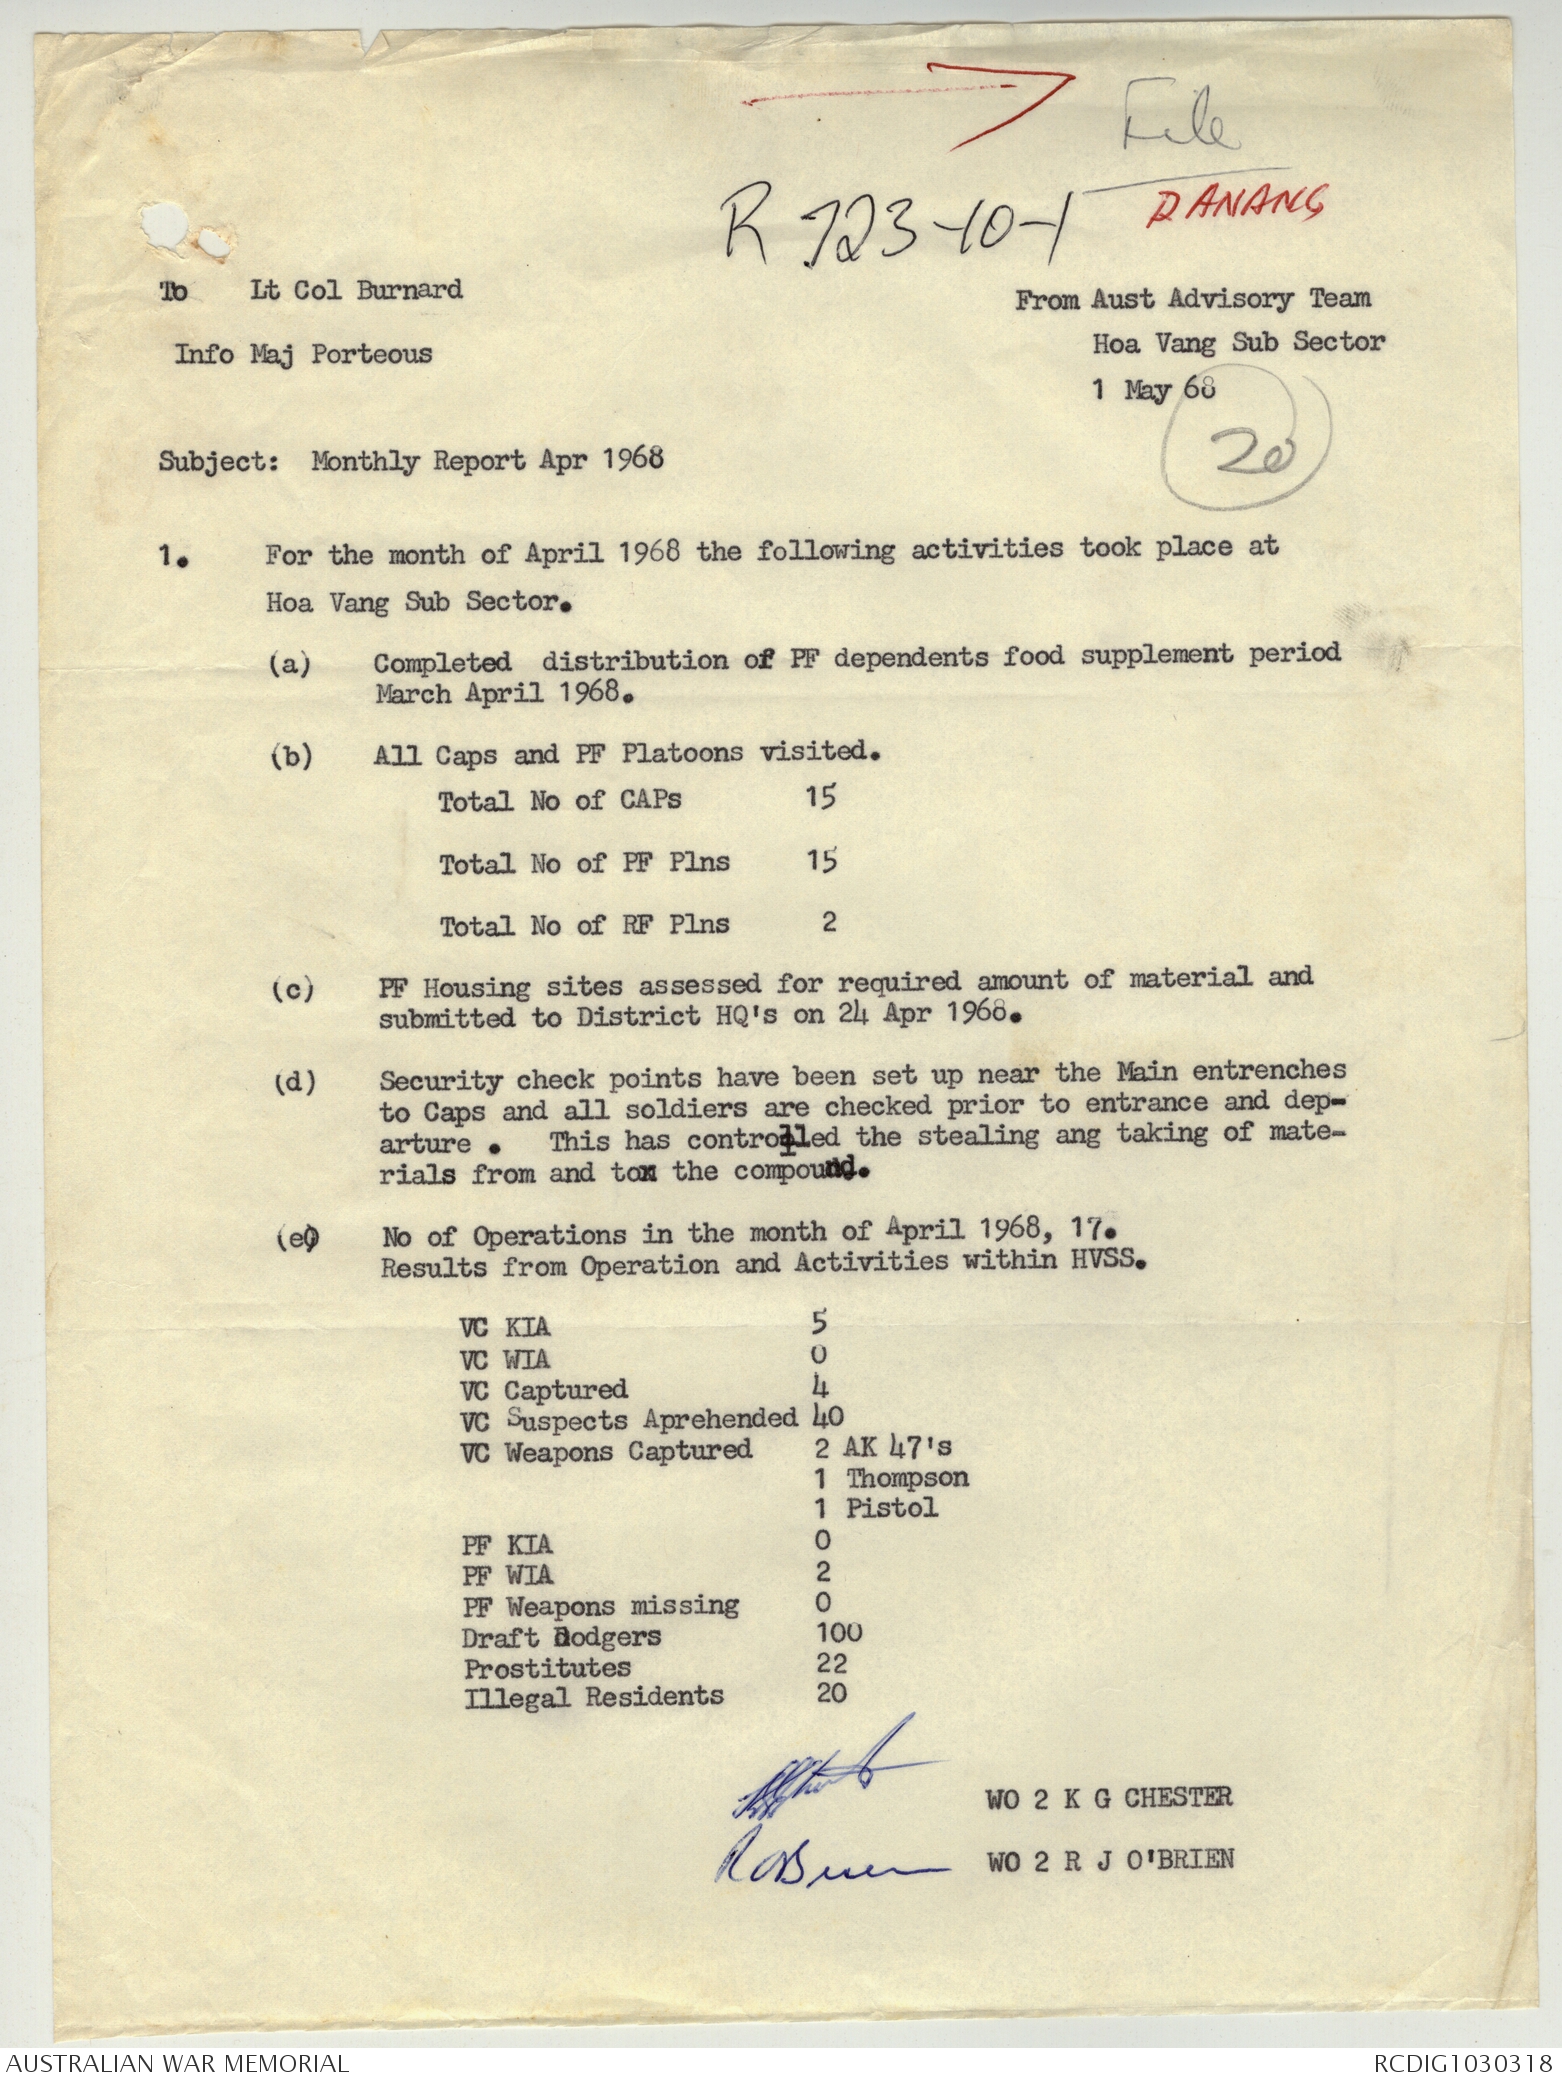 File
R 723-10-1
DANANG
To Lt Col Burnard
From Aust Advisory Team
Info Maj Porteous
Hoa Vang Sub Sector
1 May 68
20
Subject: Monthly Report Apr 1968
1. For the month of April 1968 the following activities took place at
Hoa Vang Sub Sector.
(a) Completed distribution of PF dependents food supplement period
March April 1968.
(b) All Caps and PF Platoons visited.
Total No of CAPs 15
Total No of PF Plns 15
Total No of RF Plns 2
(c) PF Housing sites assessed for required amount of material and
submitted to District HQ's on 24 Apr 1968.
(d) Security check points have been set up near the Main entrenches
to Caps and all soldiers are checked prior to entrance and dep-
arture . This has controlled the stealing ang taking of mate-
rials from and to the compound.
(e) No of Operations in the month of April 1968, 17.
Results from Operation and Activities within HVSS.
VC KIA 5
VC WIA 0
VC Captured 4
VC Suspects Aprehended 40
VC Weapons Captured 2 AK 47's
1 Thompson
1 Pistol
PF KIA 0
PF WIA 2
PF Weapons missing 0
Draft Dodgers 100
Prostitutes 22
Illegal Residents 20
WO 2 K G CHESTER
ROBrien WO 2 R J O'BRIEN
AUSTRALIAN WAR MEMORIAL RCDIG1030318